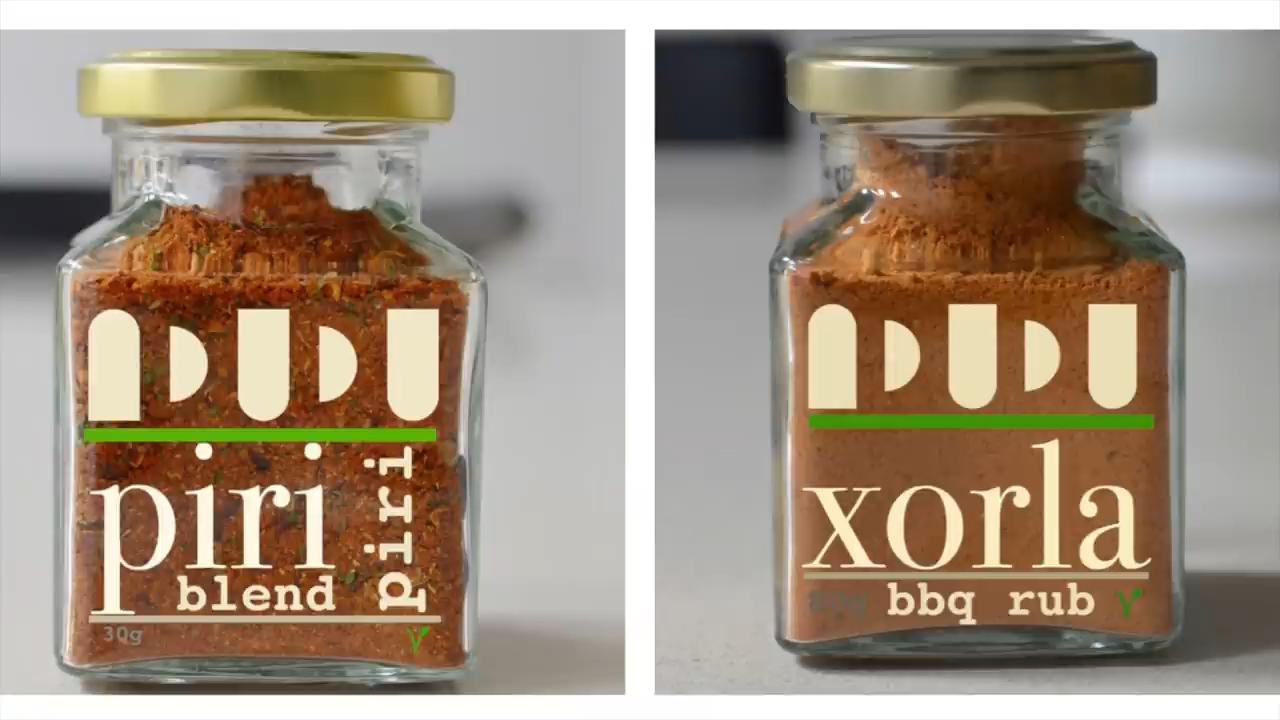 piri
piri
blend
30g
xorla
bbq rub